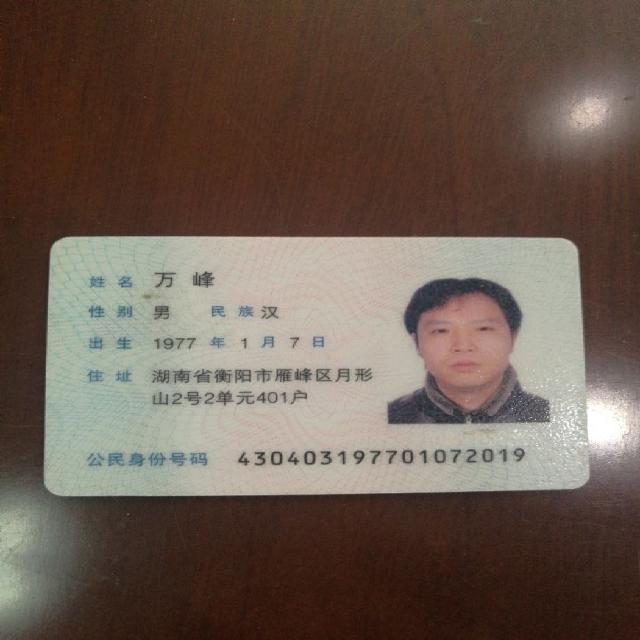 姓名 万峰
性别 男 民族 汉
出生 1977 年 1 月 7 日
住址 湖南省衡阳市雁峰区月形
山2号2单元401户
公民身份号码 430403197701072019